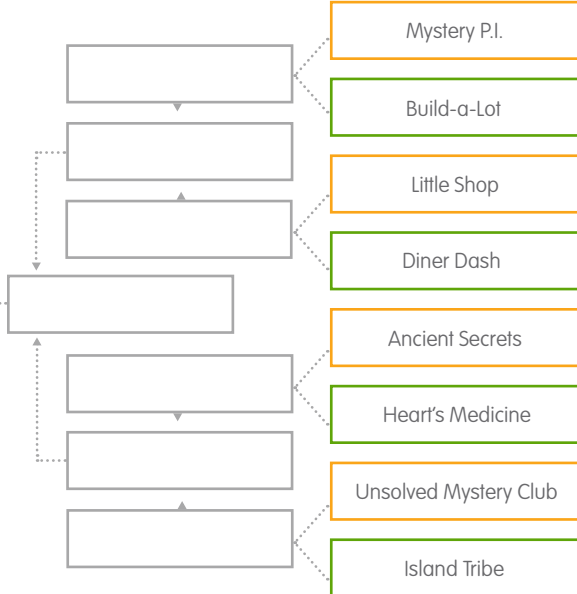 Mystery P.I.
Build-a-Lot
Little Shop
Diner Dash
Ancient Secrets
Heart's Medicine
Unsolved Mystery Club
Island Tribe